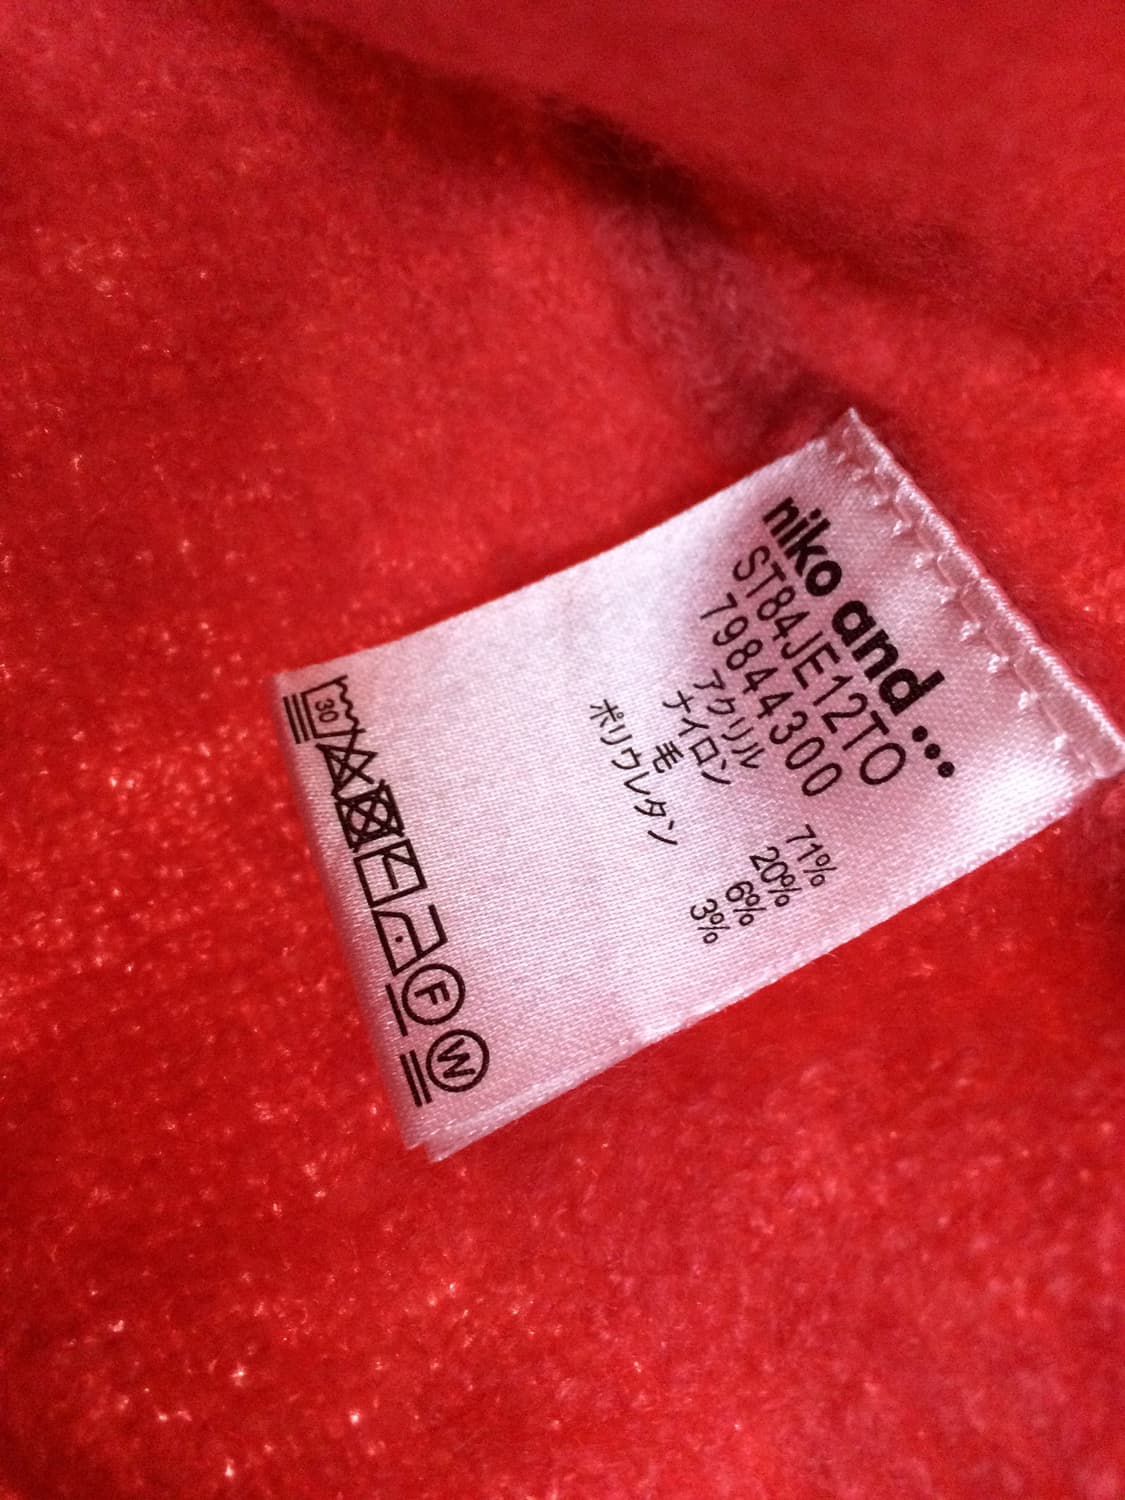 niko and...
ST84JE12TO
79844300
アクリル 71%
ナイロン 20%
毛 6%
ポリウレタン 3%
30
F W